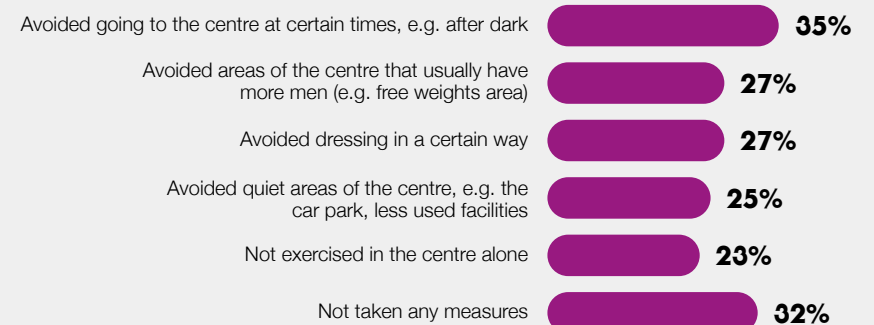 Avoided going to the centre at certain times, e.g. after dark 35%
Avoided areas of the centre that usually have
more men (e.g. free weights area) 27%
Avoided dressing in a certain way 27%
Avoided quiet areas of the centre, e.g. the
car park, less used facilities 25%
Not exercised in the centre alone 23%
Not taken any measures 32%